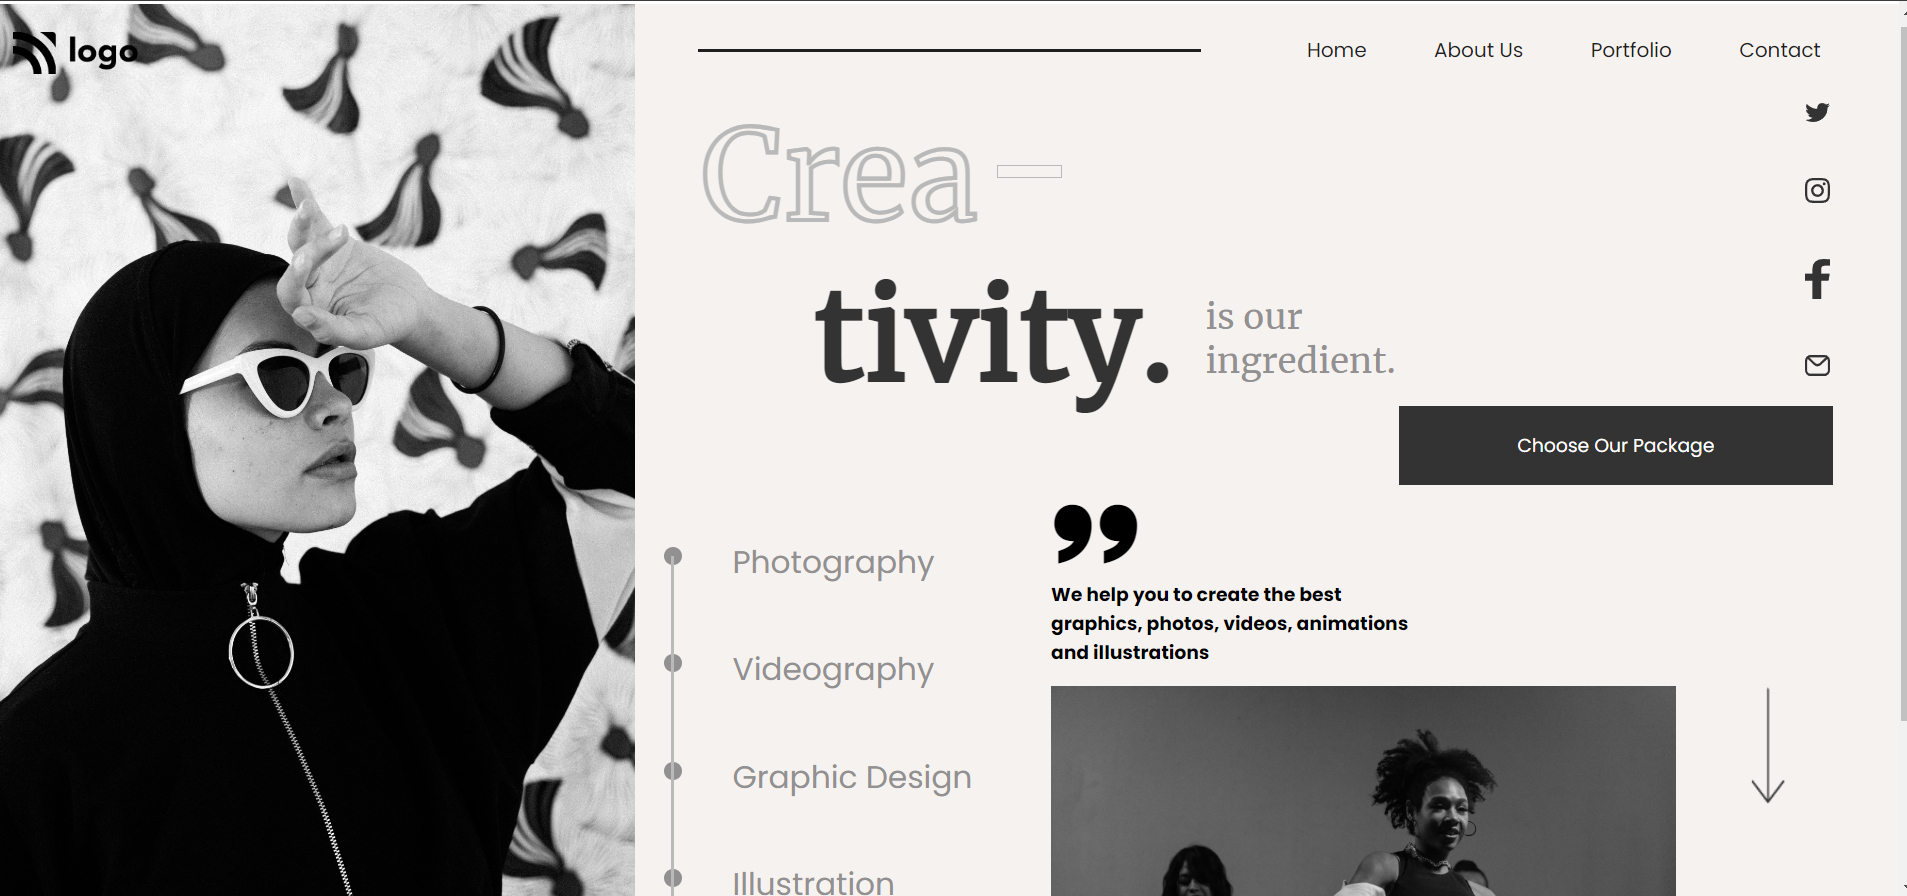 logo
Home About Us Portfolio Contact
Crea
tivity.
is our
ingredient.
Choose Our Package
Photography
Videography
Graphic Design
Illustration
”
We help you to create the best
graphics, photos, videos, animations
and illustrations